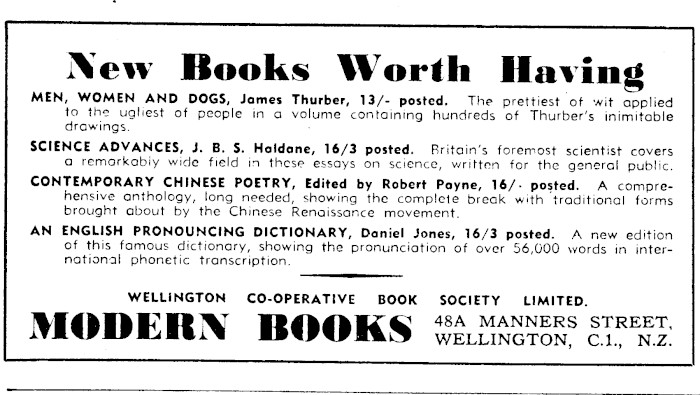 New Books Worth Having
MEN, WOMEN AND DOGS, James Thurber, 13/- posted. The prettiest of wit applied
to the ugliest of people in a volume containing hundreds of Thurber's inimitable
drawings.
SCIENCE ADVANCES, J. B. S. Haldane, 16/3 posted. Britain's foremost scientist covers
a remarkably wide field in these essays on science, written for the general public.
CONTEMPORARY CHINESE POETRY, Edited by Robert Payne, 16/- posted. A compre-
hensive anthology, long needed, showing the complete break with traditional forms
brought about by the Chinese Renaissance movement.
AN ENGLISH PRONOUNCING DICTIONARY, Daniel Jones, 16/3 posted. A new edition
of this famous dictionary, showing the pronunciation of over 56,000 words in inter-
national phonetic transcription.
WELLINGTON CO-OPERATIVE BOOK SOCIETY LIMITED.
MODERN BOOKS 48A MANNERS STREET,
WELLINGTON, C.1., N.Z.